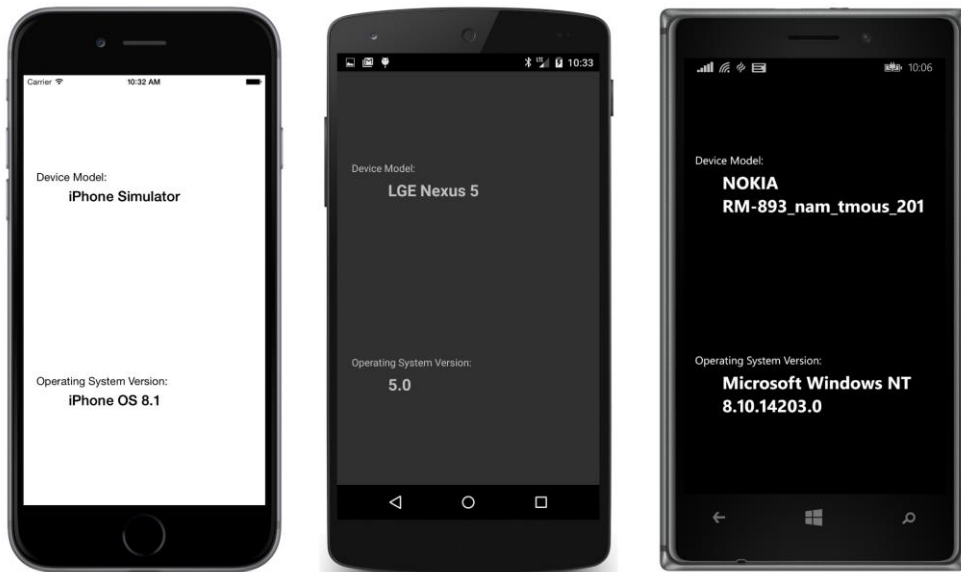 Carrier
10:32 AM
Device Model:
iPhone Simulator
Operating System Version:
iPhone OS 8.1
LTE
10:33
Device Model:
LGE Nexus 5
Operating System Version:
5.0
10:06
Device Model:
NOKIA
RM-893_nam_tmous_201
Operating System Version:
Microsoft Windows NT
8.10.14203.0